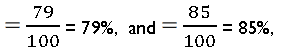 = 79/100 = 79%, and = 85/100 = 85%,